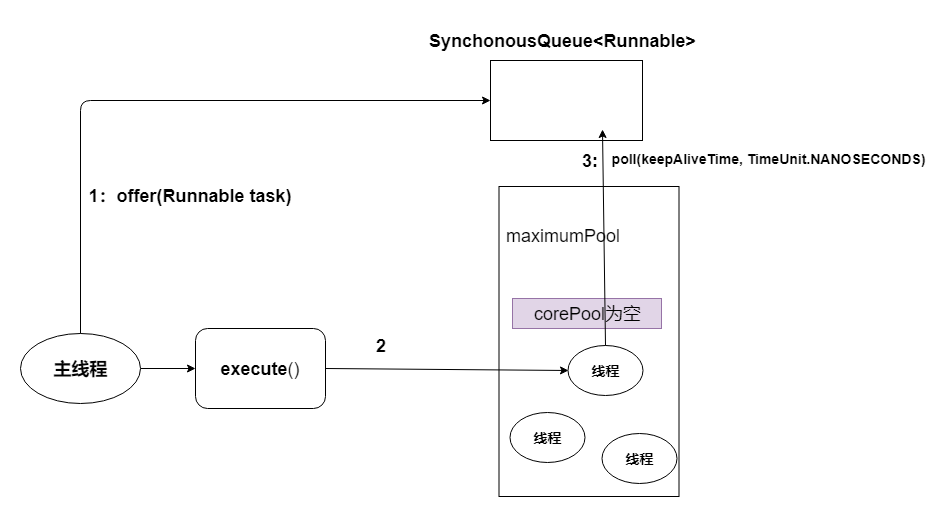 SynchonousQueue<Runnable>
3: poll(keepAliveTime, TimeUnit.NANOSECONDS)
1：offer(Runnable task)
maximumPool
corePool为空
2
主线程
execute()
线程
线程
线程